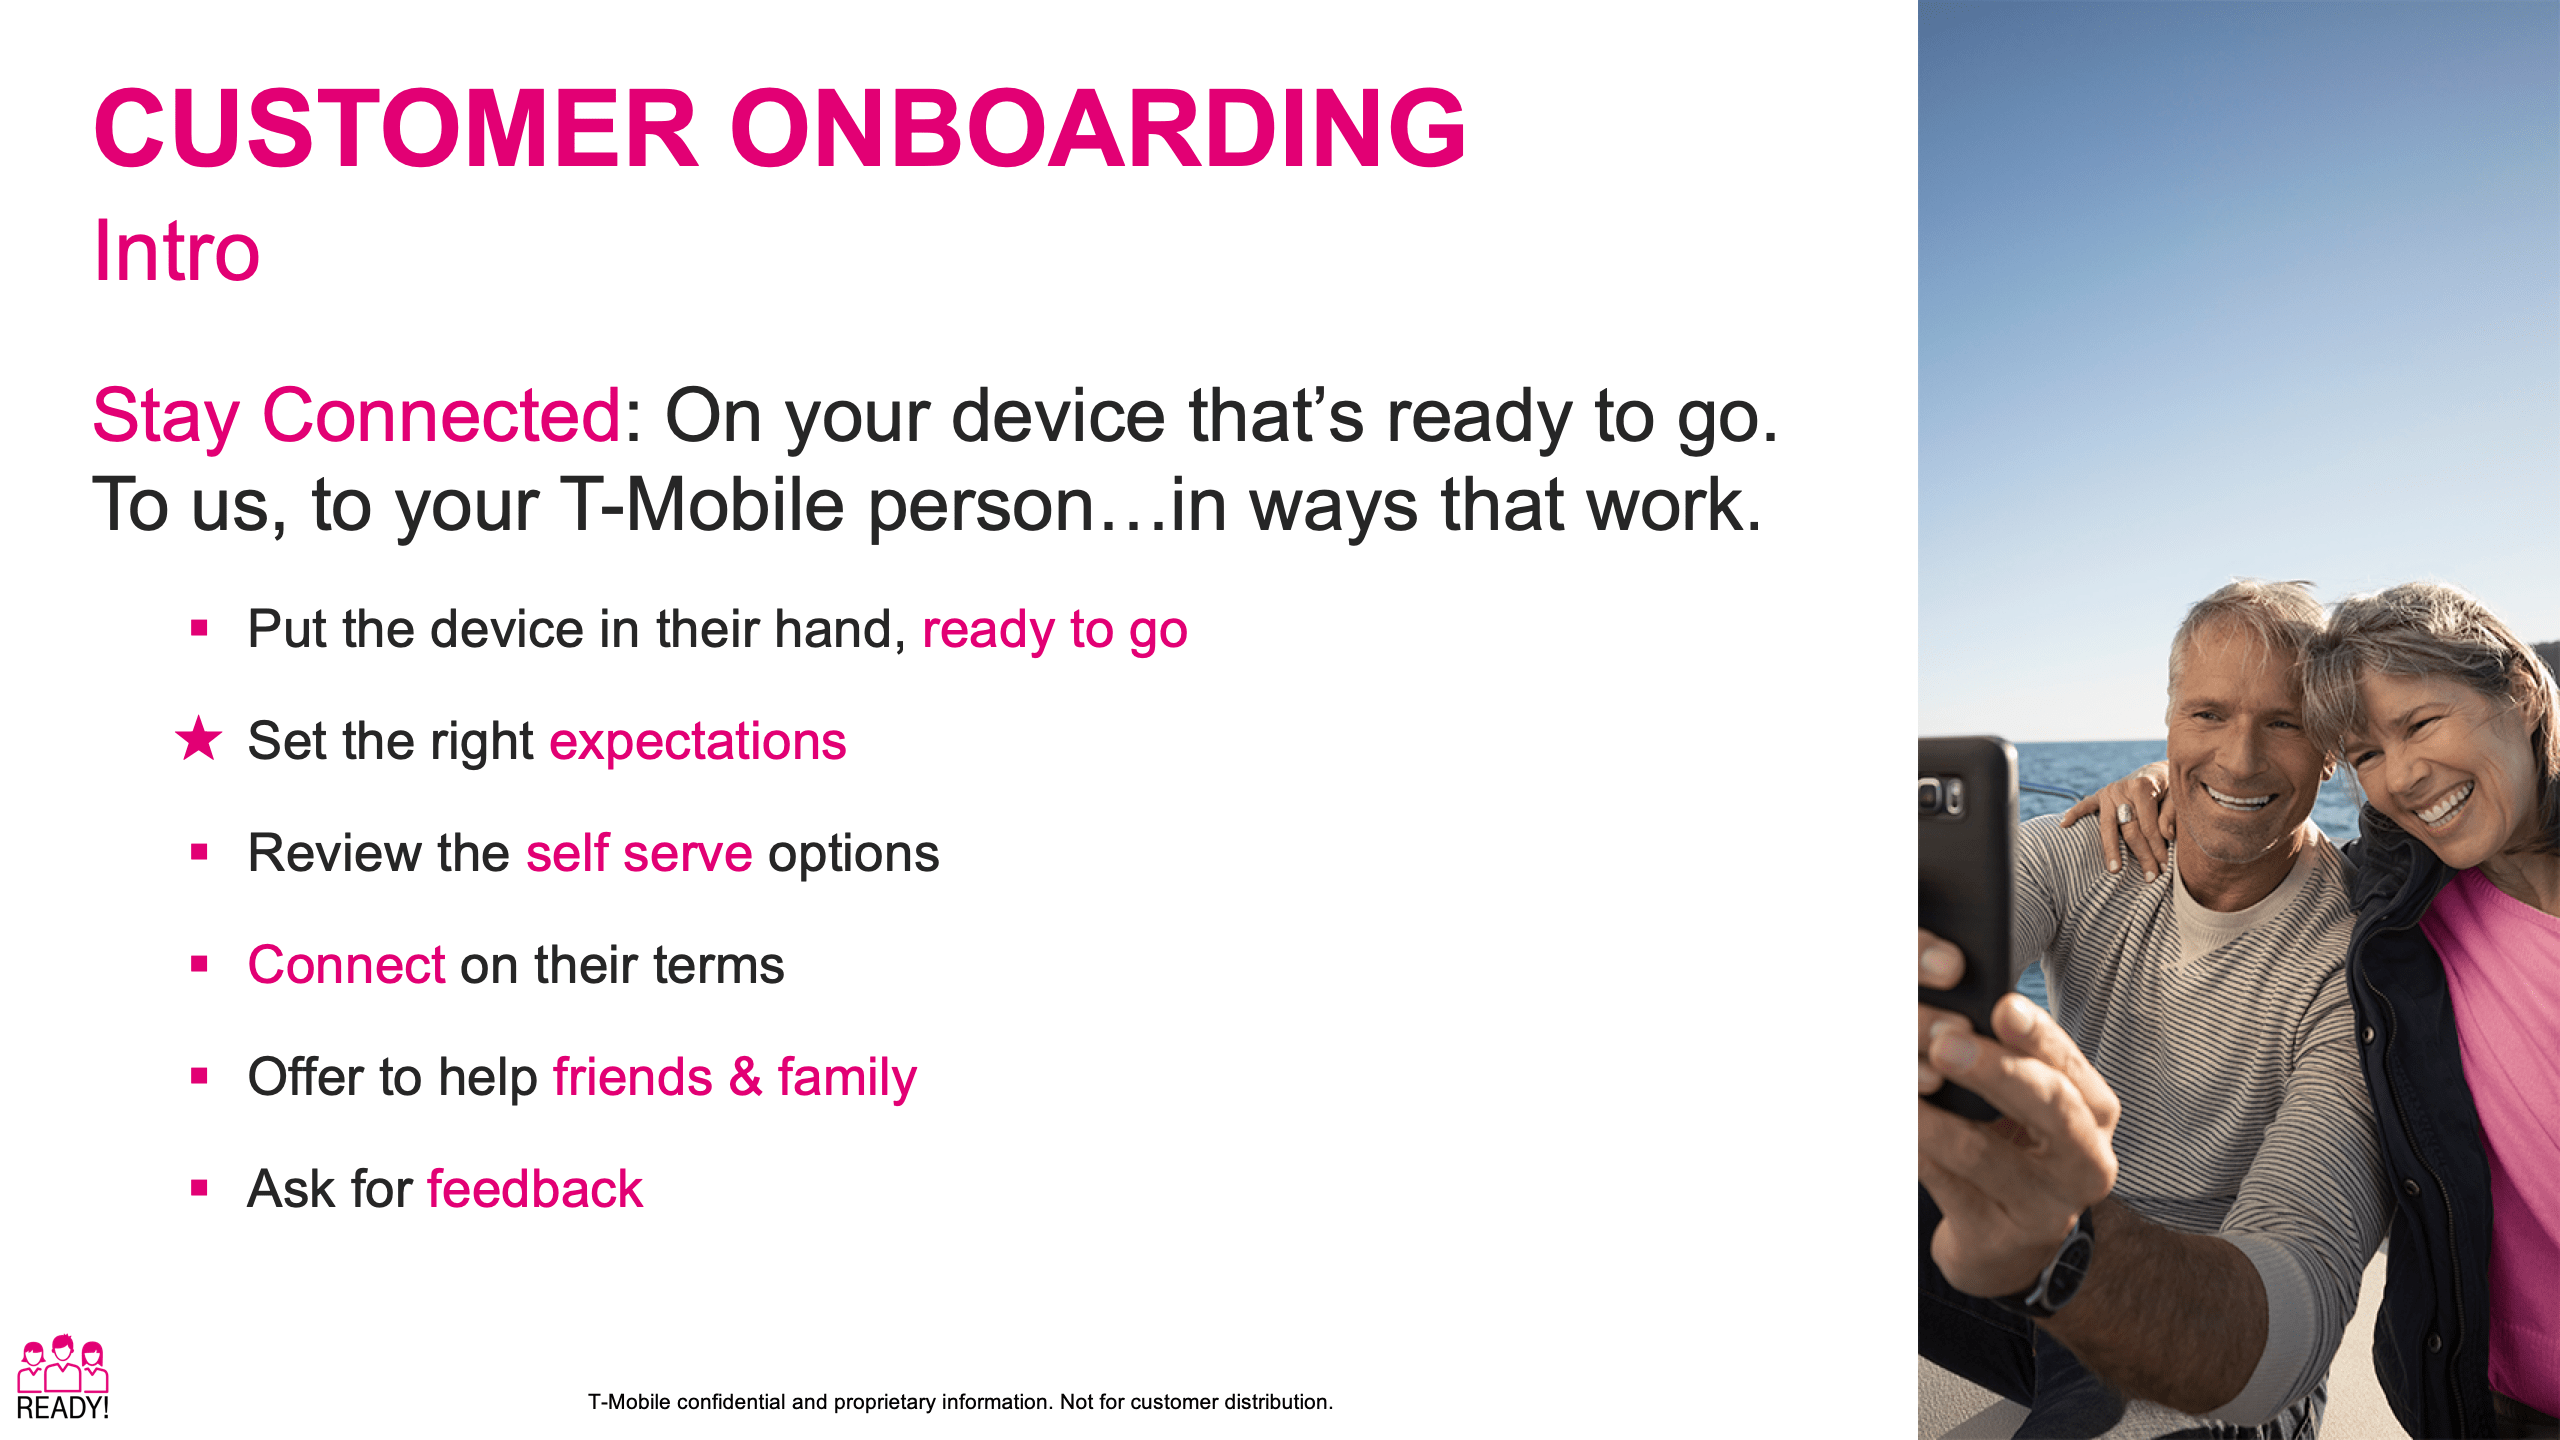 CUSTOMER ONBOARDING
Intro
Stay Connected: On your device that’s ready to go.
To us, to your T-Mobile person…in ways that work.
▪ Put the device in their hand, ready to go
★ Set the right expectations
▪ Review the self serve options
▪ Connect on their terms
▪ Offer to help friends & family
▪ Ask for feedback
READY!
T-Mobile confidential and proprietary information. Not for customer distribution.